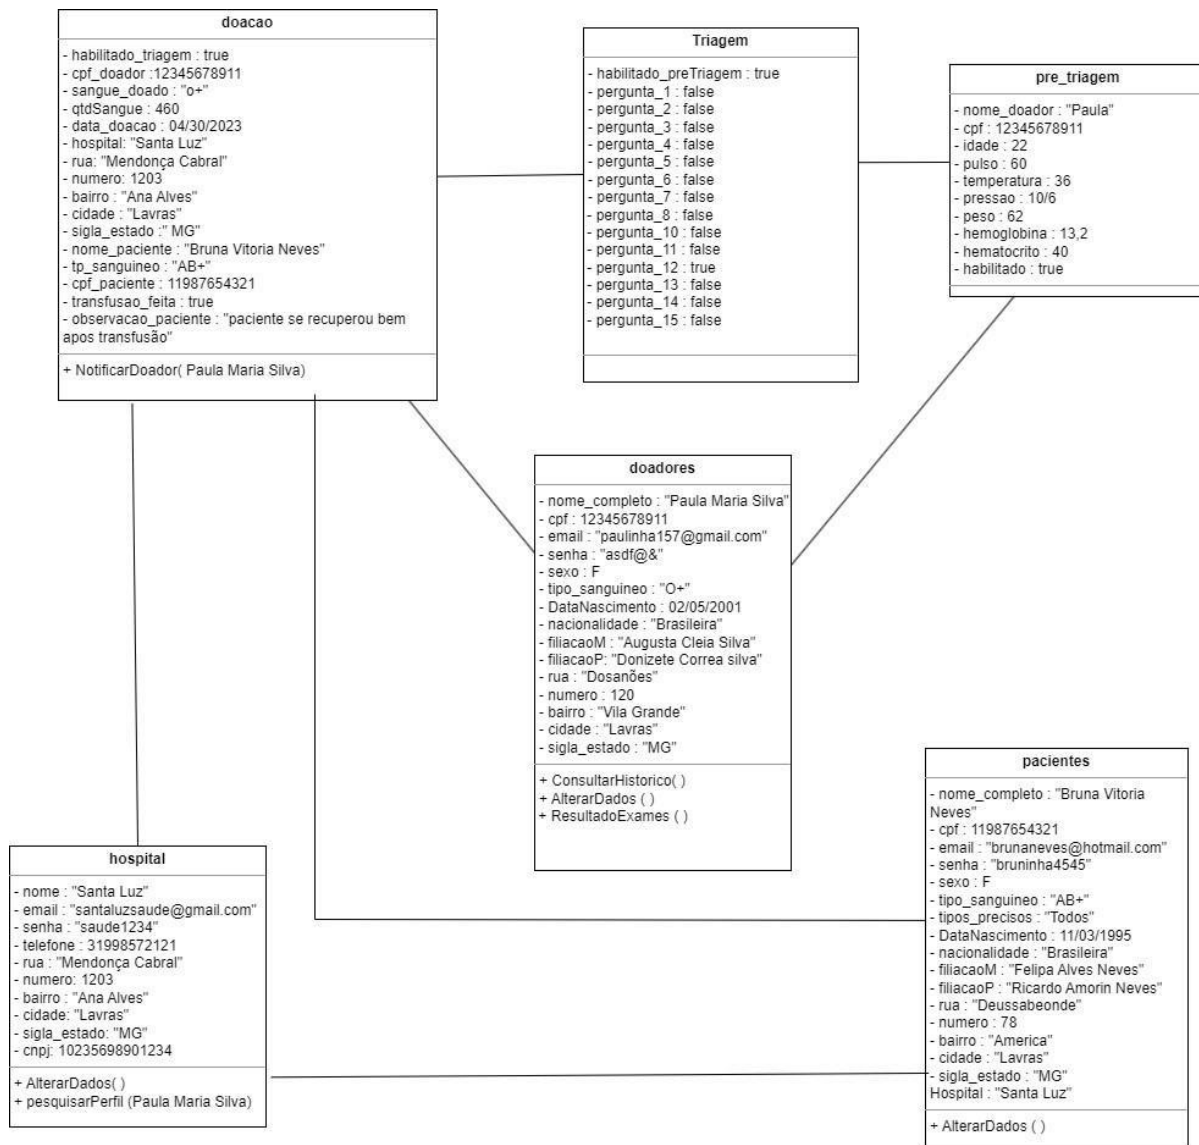 doacao
- habilitado_triagem : true
- cpf_doador :12345678911
- sangue_doado : "o+"
- qtdSangue : 460
- data_doacao : 04/30/2023
- hospital: "Santa Luz"
- rua: "Mendonça Cabral"
- numero: 1203
- bairro : "Ana Alves"
- cidade : "Lavras"
- sigla_estado :" MG"
- nome_paciente : "Bruna Vitoria Neves"
- tp_sanguineo : "AB+"
- cpf_paciente : 11987654321
- transfusao_feita : true
- observacao_paciente : "paciente se recuperou bem
apos transfusão"
+ NotificarDoador( Paula Maria Silva)
Triagem
- habilitado_preTriagem : true
- pergunta_1 : false
- pergunta_2 : false
- pergunta_3 : false
- pergunta_4 : false
- pergunta_5 : false
- pergunta_6 : false
- pergunta_7 : false
- pergunta_8 : false
- pergunta_10 : false
- pergunta_11 : false
- pergunta_12 : true
- pergunta_13 : false
- pergunta_14 : false
- pergunta_15 : false
pre_triagem
- nome_doador : "Paula"
- cpf : 12345678911
- idade : 22
- pulso : 60
- temperatura : 36
- pressao : 10/6
- peso : 62
- hemoglobina : 13,2
- hematocrito : 40
- habilitado : true
doadores
- nome_completo : "Paula Maria Silva"
- cpf : 12345678911
- email : "paulinha157@gmail.com"
- senha : "asdf@&"
- sexo : F
- tipo_sanguineo : "O+"
- DataNascimento : 02/05/2001
- nacionalidade : "Brasileira"
- filiacaoM : "Augusta Cleia Silva"
- filiacaoP: "Donizete Correa silva"
- rua : "Dosanões"
- numero : 120
- bairro : "Vila Grande"
- cidade : "Lavras"
- sigla_estado : "MG"
+ ConsultarHistorico( )
+ AlterarDados ( )
+ ResultadoExames ( )
hospital
- nome : "Santa Luz"
- email : "santaluzsaude@gmail.com"
- senha : "saude1234"
- telefone : 31998572121
- rua : "Mendonça Cabral"
- numero: 1203
- bairro : "Ana Alves"
- cidade: "Lavras"
- sigla_estado: "MG"
- cnpj: 10235698901234
+ AlterarDados( )
+ pesquisarPerfil (Paula Maria Silva)
pacientes
- nome_completo : "Bruna Vitoria
Neves"
- cpf : 11987654321
- email : "brunaneves@hotmail.com"
- senha : "bruninha4545"
- sexo : F
- tipo_sanguineo : "AB+"
- tipos_precisos : "Todos"
- DataNascimento : 11/03/1995
- nacionalidade : "Brasileira"
- filiacaoM : "Felipa Alves Neves"
- filiacaoP : "Ricardo Amorin Neves"
- rua : "Deussabeonde"
- numero : 78
- bairro : "America"
- cidade : "Lavras"
- sigla_estado : "MG"
Hospital : "Santa Luz"
+ AlterarDados ( )